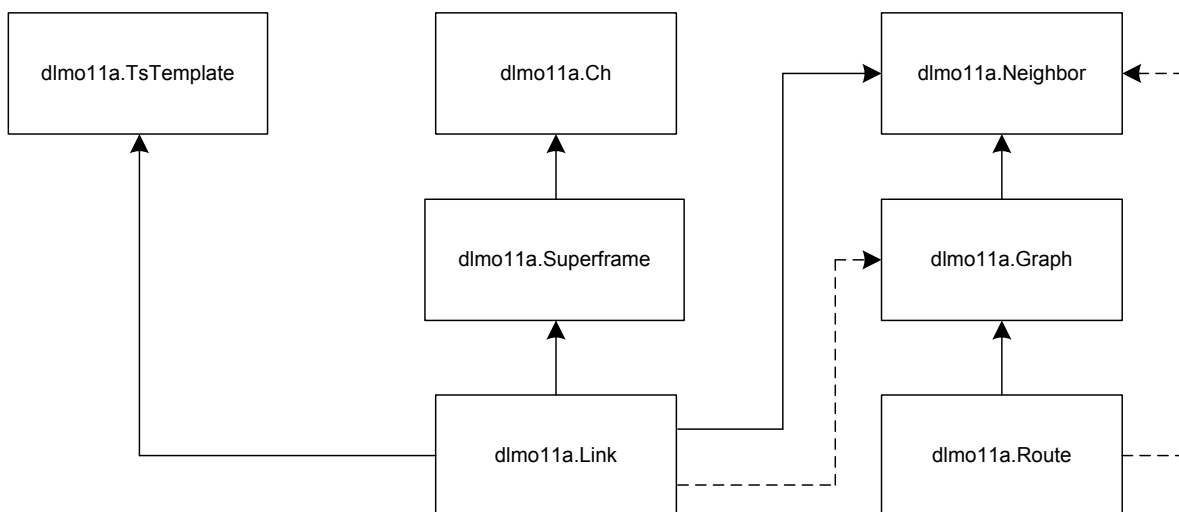 dlmo11a.TsTemplate
dlmo11a.Ch
dlmo11a.Neighbor
dlmo11a.Superframe
dlmo11a.Graph
dlmo11a.Link
dlmo11a.Route